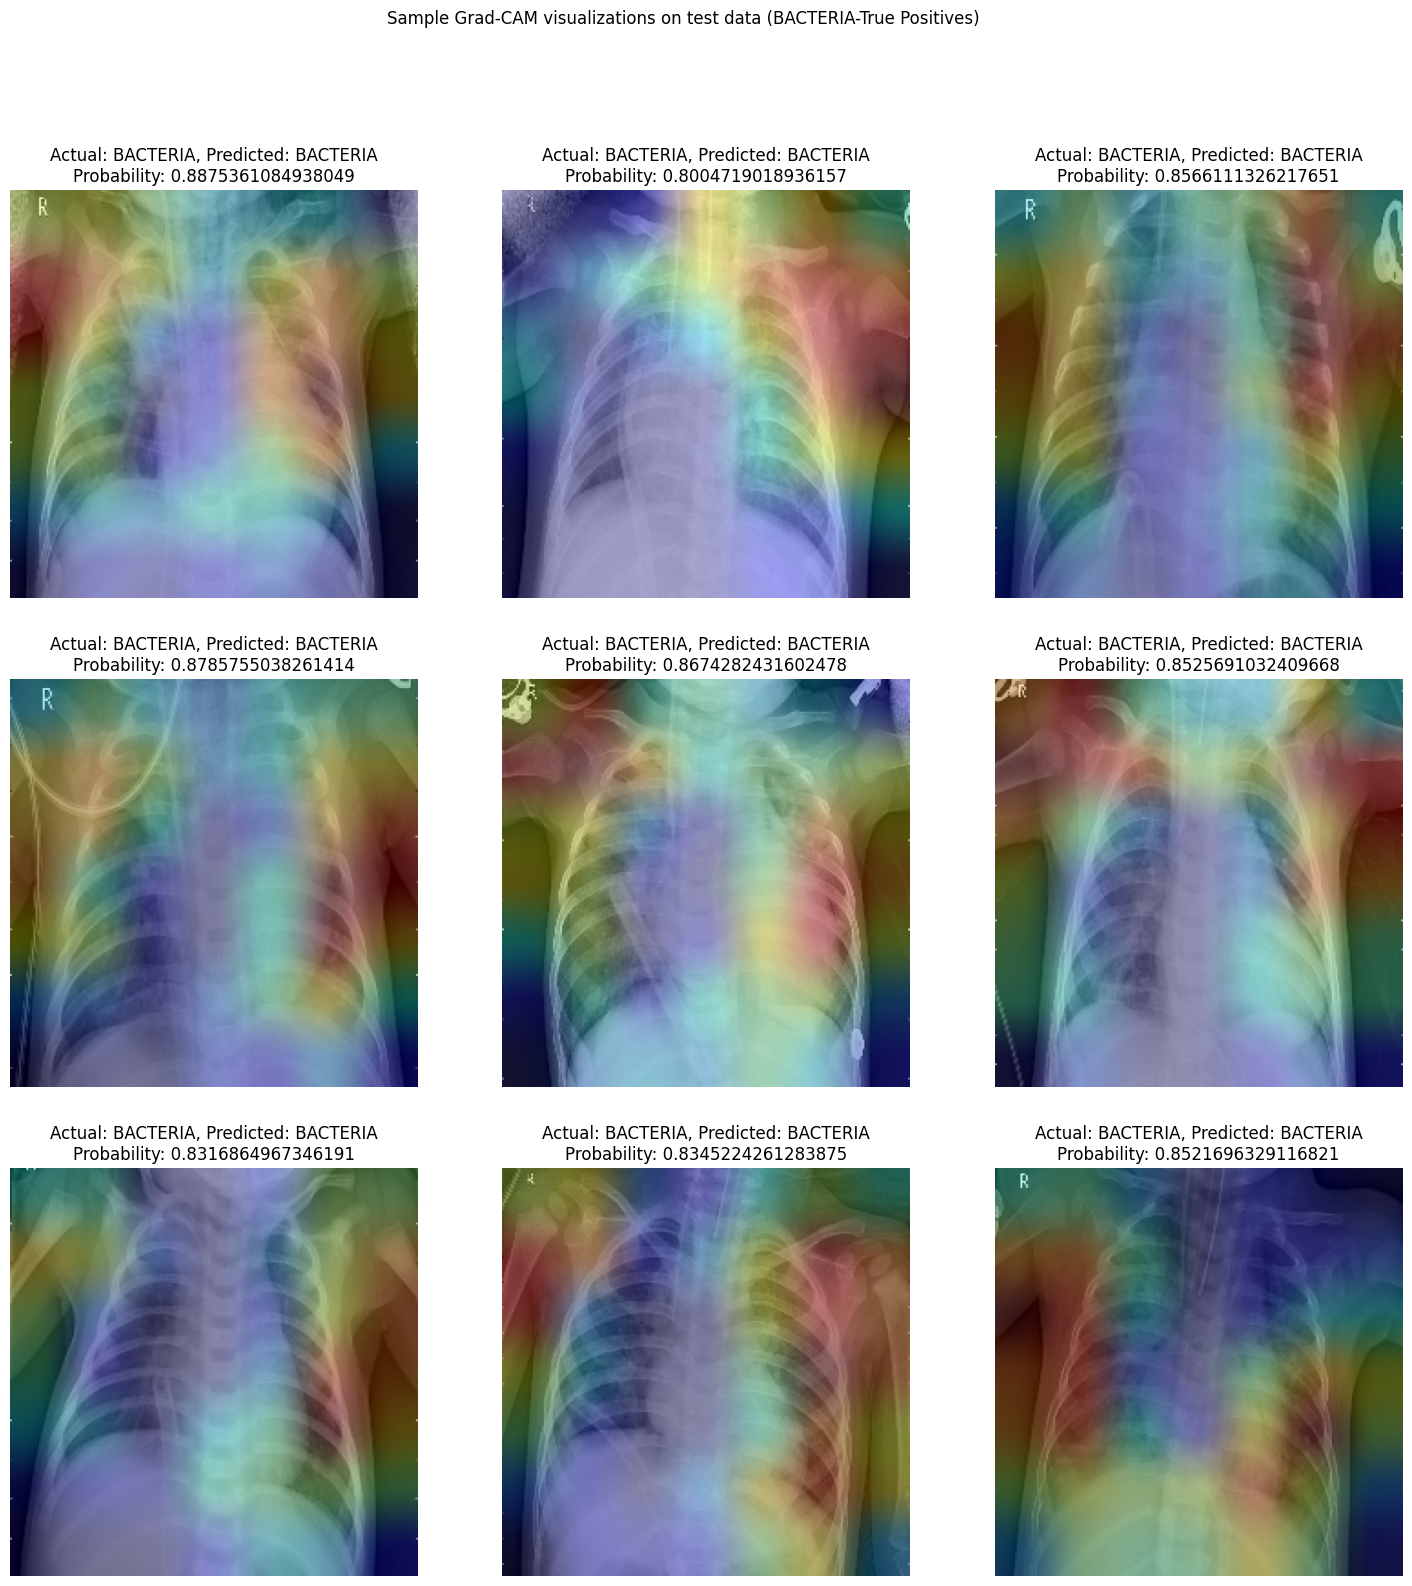 Sample Grad-CAM visualizations on test data (BACTERIA-True Positives)
Actual: BACTERIA, Predicted: BACTERIA
Probability: 0.8875361084938049
Actual: BACTERIA, Predicted: BACTERIA
Probability: 0.8004719018936157
Actual: BACTERIA, Predicted: BACTERIA
Probability: 0.8566111326217651
R
R
Actual: BACTERIA, Predicted: BACTERIA
Probability: 0.8785755038261414
Actual: BACTERIA, Predicted: BACTERIA
Probability: 0.8674282431602478
Actual: BACTERIA, Predicted: BACTERIA
Probability: 0.8525691032409668
R
R
Actual: BACTERIA, Predicted: BACTERIA
Probability: 0.8316864967346191
Actual: BACTERIA, Predicted: BACTERIA
Probability: 0.8345224261283875
Actual: BACTERIA, Predicted: BACTERIA
Probability: 0.8521696329116821
R